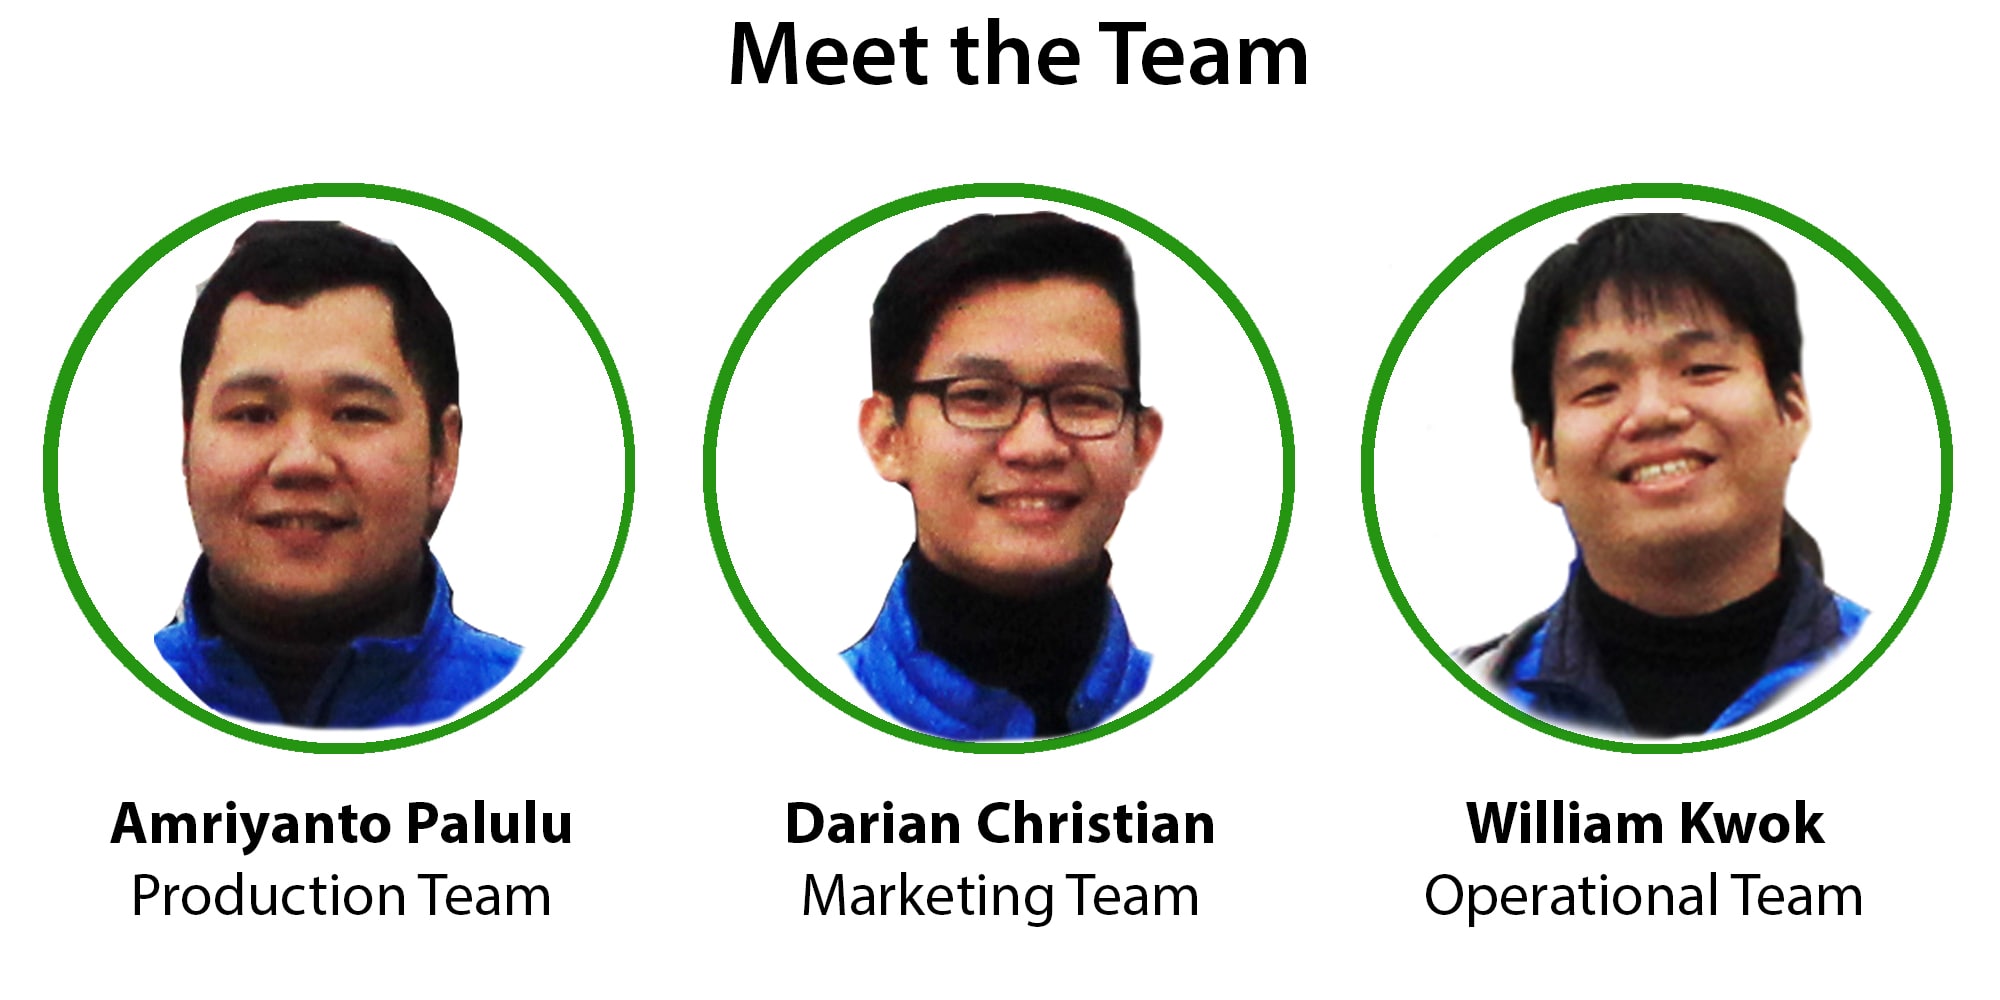 Meet the Team
Amriyanto Palulu
Production Team
Darian Christian
Marketing Team
William Kwok
Operational Team